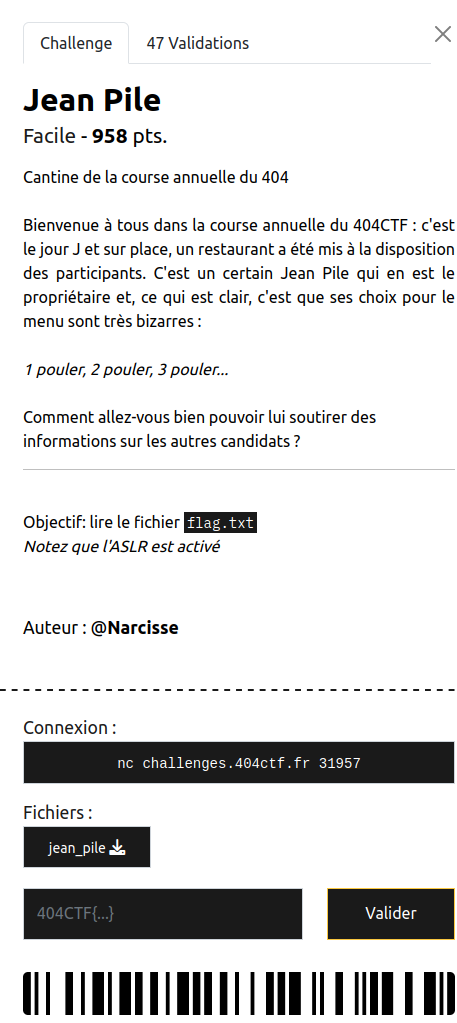 Challenge
47 Validations
Jean Pile
Facile - 958 pts.
Cantine de la course annuelle du 404
Bienvenue à tous dans la course annuelle du 404CTF : c'est
le jour J et sur place, un restaurant a été mis à la disposition
des participants. C'est un certain Jean Pile qui en est le
propriétaire et, ce qui est clair, c'est que ses choix pour le
menu sont très bizarres :
1 pouler, 2 pouler, 3 pouler...
Comment allez-vous bien pouvoir lui soutirer des
informations sur les autres candidats ?
Objectif: lire le fichier flag.txt
Notez que l'ASLR est activé
Auteur : @Narcisse
Connexion :
nc challenges.404ctf.fr 31957
Fichiers :
jean_pile
404CTF{...}
Valider